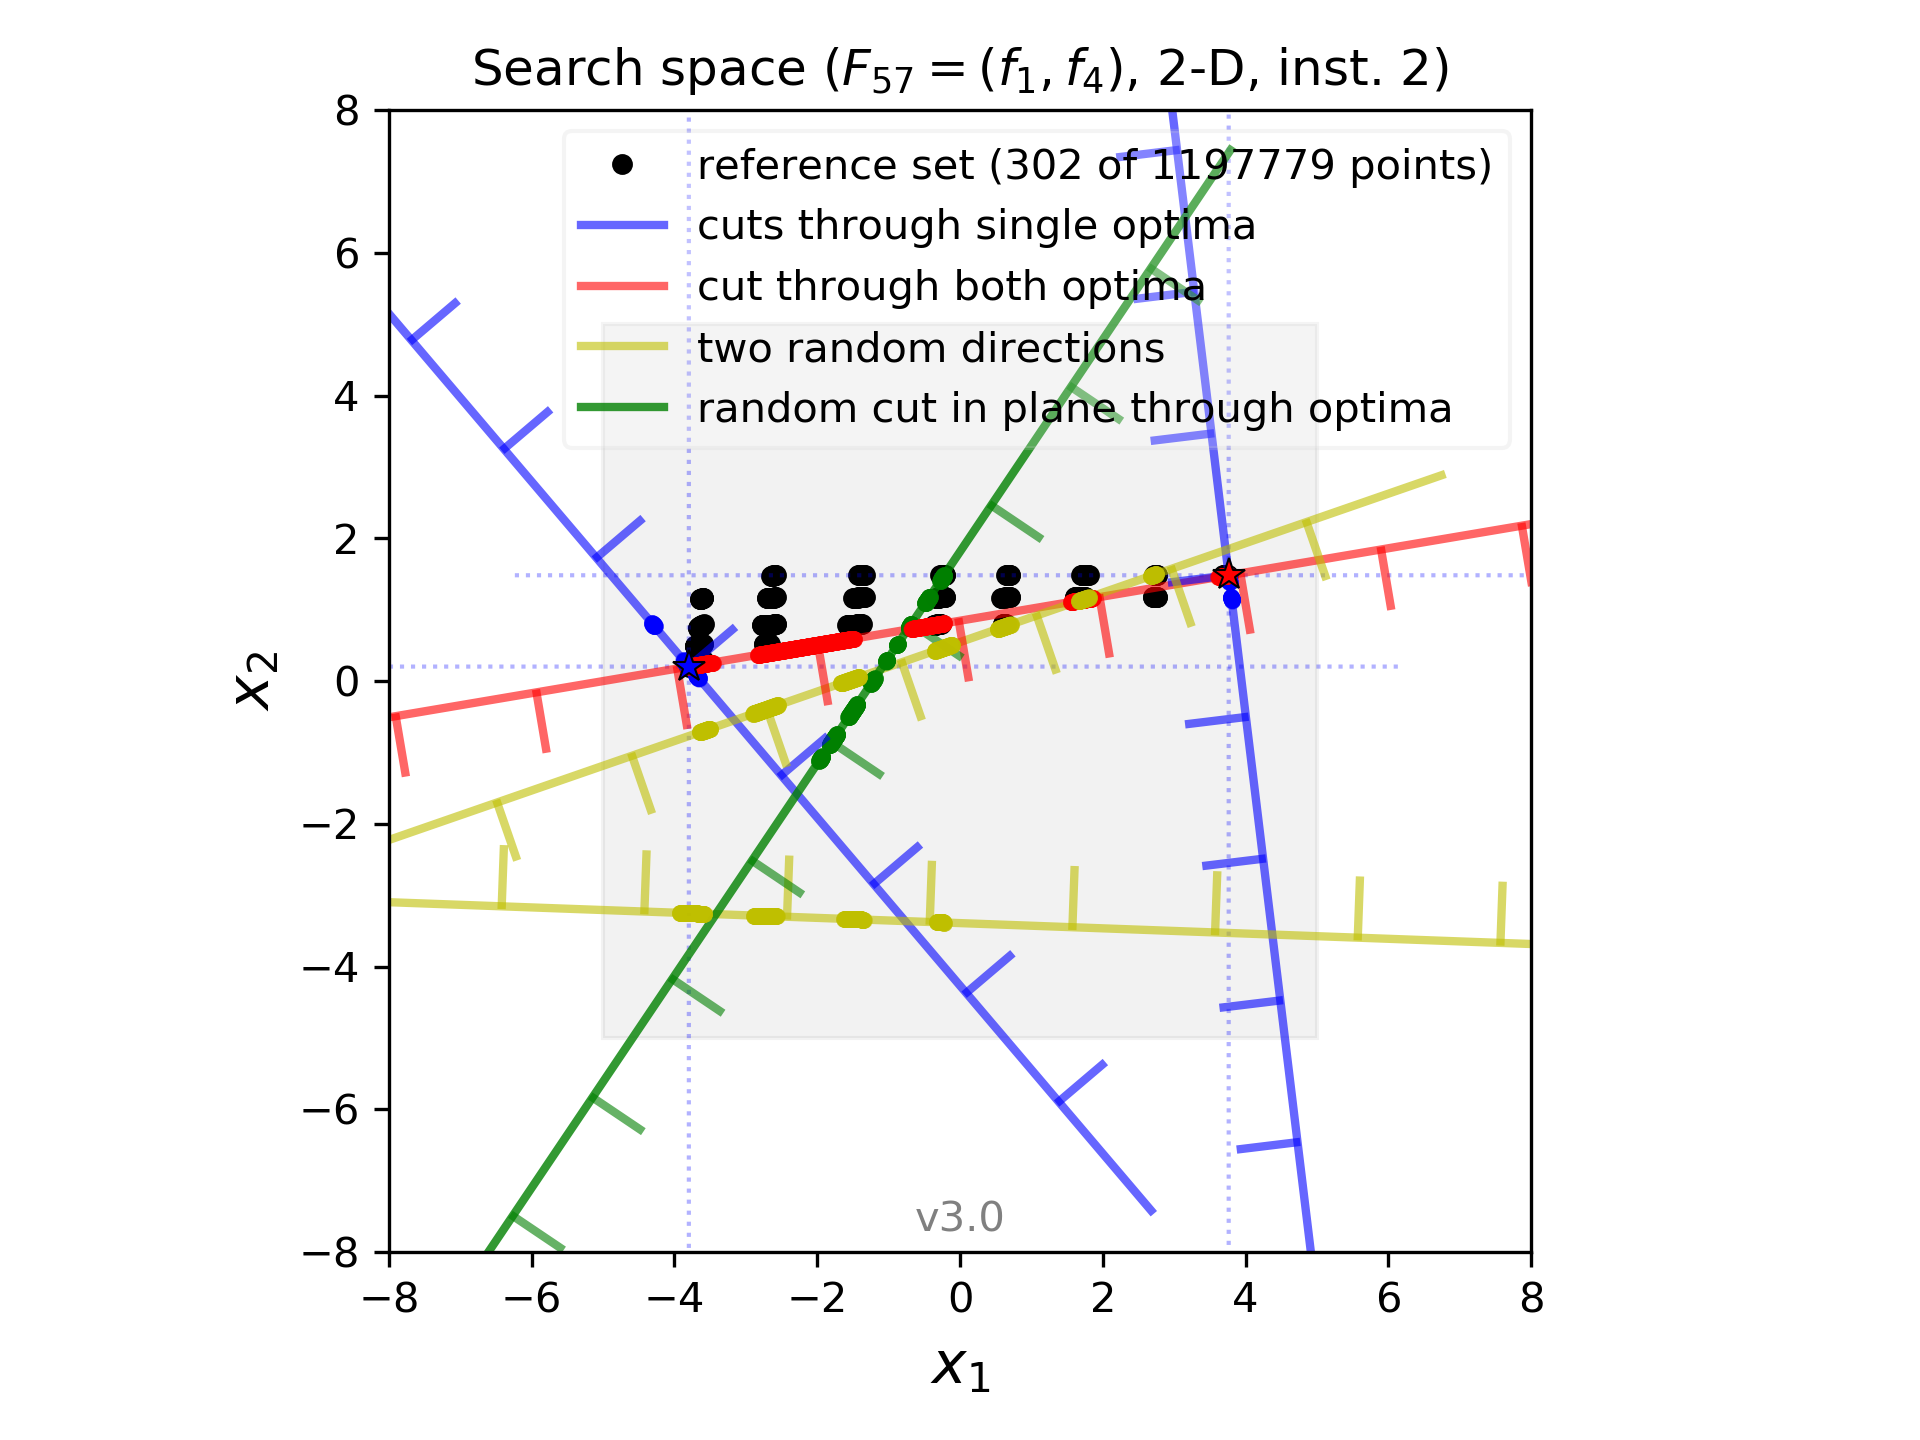 Search space (F57 = (f1, f4), 2-D, inst. 2)
reference set (302 of 1197779 points)
cuts through single optima
cut through both optima
two random directions
random cut in plane through optima
8
6
4
2
0
−2
−4
−6
−8
x2
v3.0
−8 −6 −4 −2 0 2 4 6 8
x1